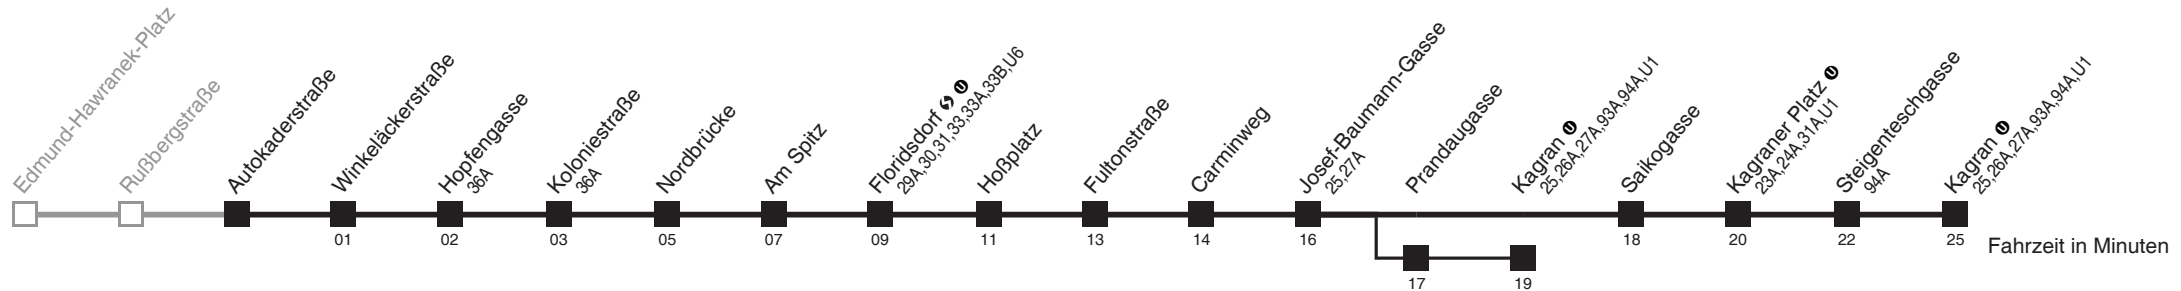 Edmund-Hawranek-Platz
Rußbergstraße
Autokaderstraße
Winkeläckerstraße
Hopfengasse
36A
Koloniestraße
36A
Nordbrücke
Am Spitz
Floridsdorf S U
29A,30,31,33,33A,33B,U6
Hoßplatz
Fultonstraße
Carminweg
Josef-Baumann-Gasse
25,27A
Prandaugasse
Kagran U
25,26A,27A,93A,94A,U1
Saikogasse
Kagraner Platz U
23A,24A,31A,U1
Steigenteschgasse
94A
Kagran U
25,26A,27A,93A,94A,U1
01 02 03 05 07 09 11 13 14 16 18 20 22 25
Fahrzeit in Minuten
17 19